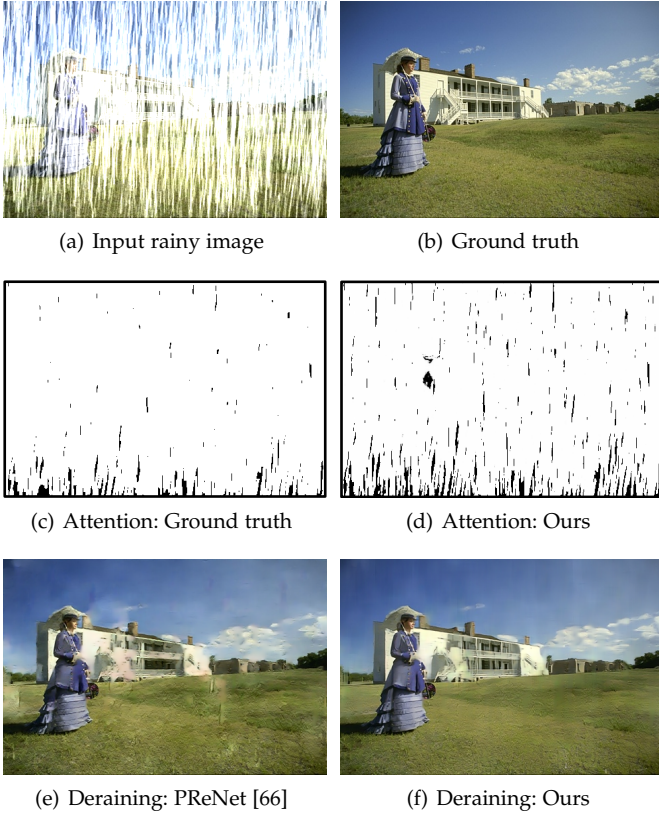 (a) Input rainy image
(b) Ground truth
(c) Attention: Ground truth
(d) Attention: Ours
(e) Deraining: PReNet [66]
(f) Deraining: Ours